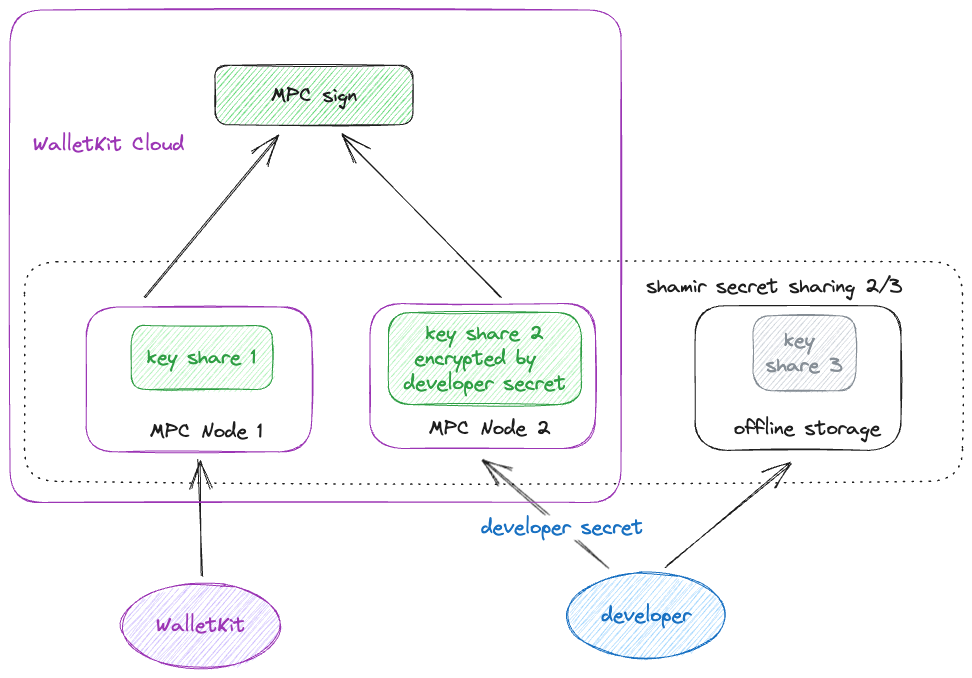 MPC sign
WalletKit Cloud
shamir secret sharing 2/3
key share 1
MPC Node 1
key share 2
encrypted by
developer secret
MPC Node 2
key
share 3
offline storage
developer secret
WalletKit
developer